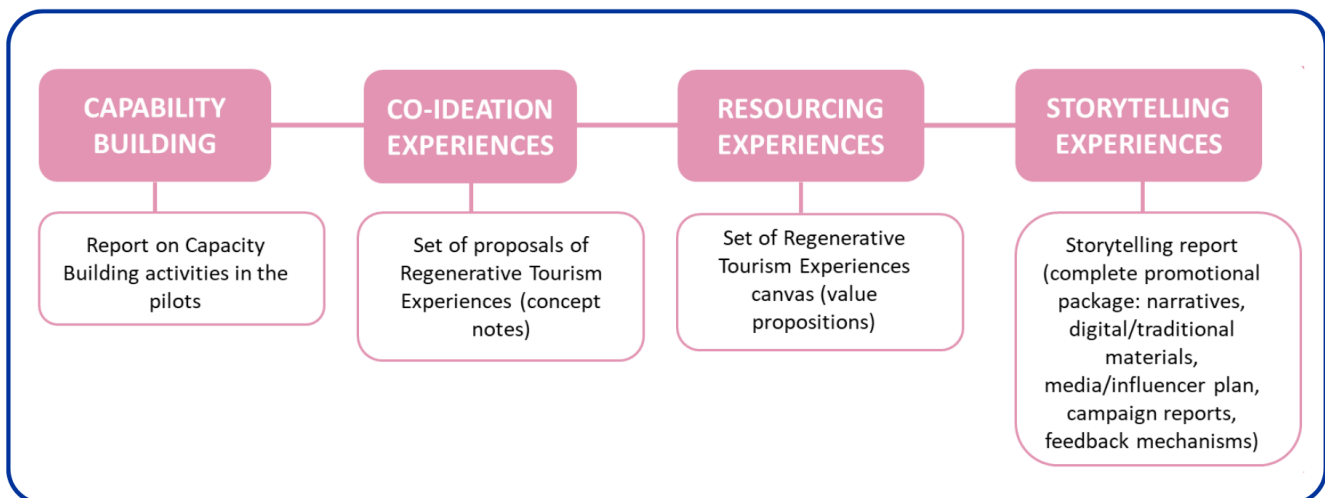 CAPABILITY
BUILDING
CO-IDEATION
EXPERIENCES
RESOURCING
EXPERIENCES
STORYTELLING
EXPERIENCES
Report on Capacity
Building activities in the
pilots
Set of proposals of
Regenerative Tourism
Experiences (concept
notes)
Set of Regenerative
Tourism Experiences
canvas (value
propositions)
Storytelling report
(complete promotional
package: narratives,
digital/traditional
materials,
media/influencer plan,
campaign reports,
feedback mechanisms)